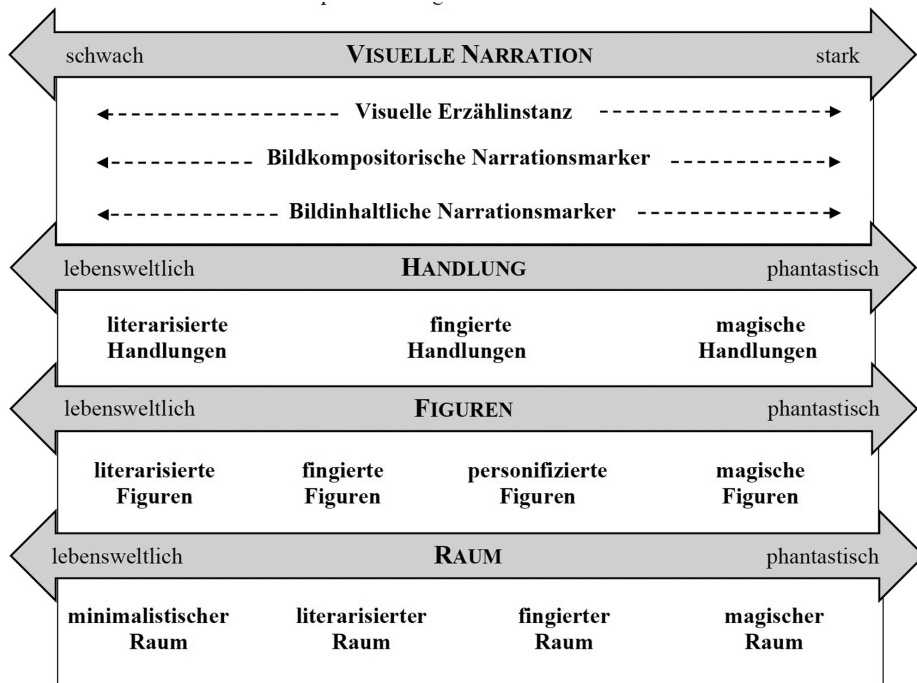 schwach VISUELLE NARRATION stark
Visuelle Erzählinstanz
Bildkompositorische Narrationsmarker
Bildinhaltliche Narrationsmarker
lebensweltlich HANDLUNG phantastisch
literarisierte fingierte magische
Handlungen Handlungen Handlungen
lebensweltlich FIGUREN phantastisch
literarisierte fingierte personifizierte magische
Figuren Figuren Figuren Figuren
lebensweltlich RAUM phantastisch
minimalistischer literarisierter fingierter magischer
Raum Raum Raum Raum